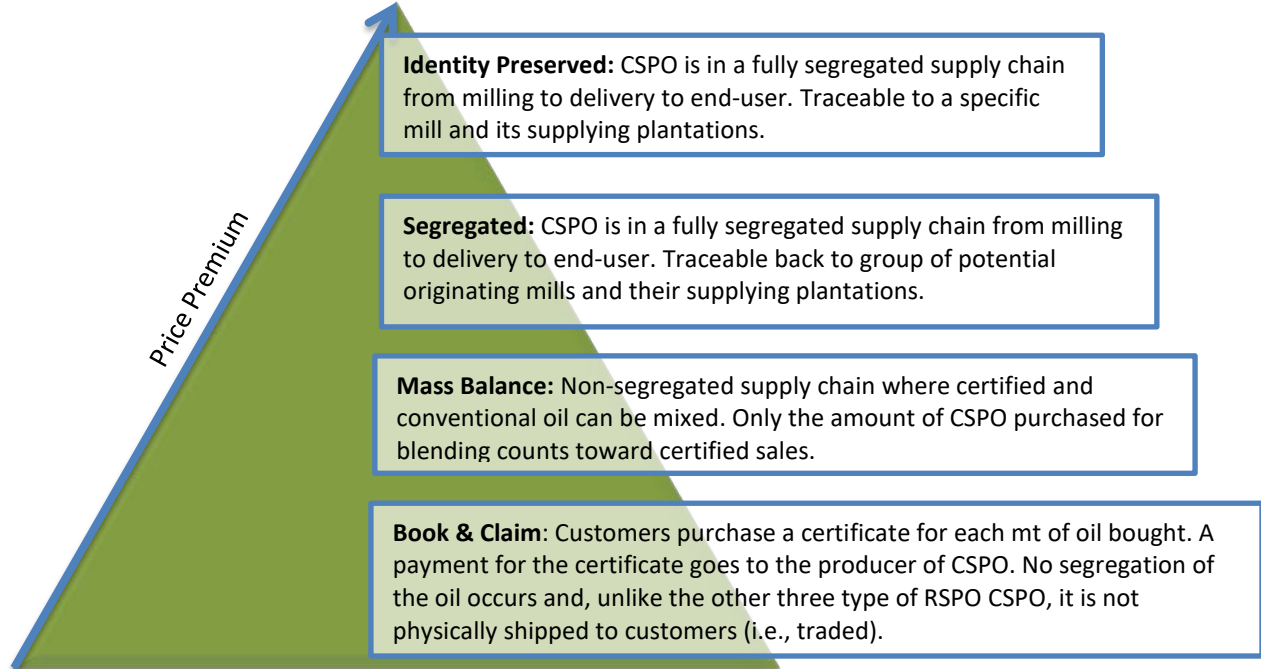 Price Premium
Identity Preserved: CSPO is in a fully segregated supply chain
from milling to delivery to end-user. Traceable to a specific
mill and its supplying plantations.
Segregated: CSPO is in a fully segregated supply chain from milling
to delivery to end-user. Traceable back to group of potential
originating mills and their supplying plantations.
Mass Balance: Non-segregated supply chain where certified and
conventional oil can be mixed. Only the amount of CSPO purchased for
blending counts toward certified sales.
Book & Claim: Customers purchase a certificate for each mt of oil bought. A
payment for the certificate goes to the producer of CSPO. No segregation of
the oil occurs and, unlike the other three type of RSPO CSPO, it is not
physically shipped to customers (i.e., traded).